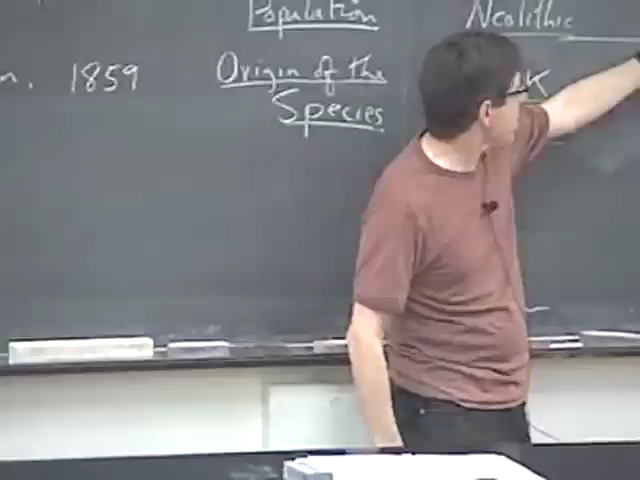 Population
Neolithic
n. 1859
Origin of the
Species
K